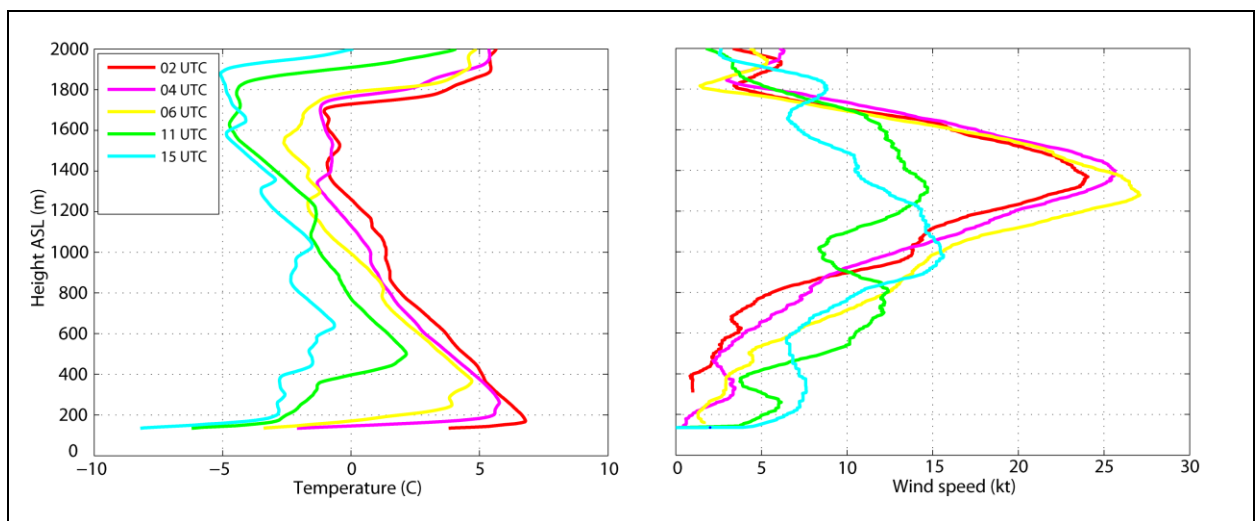 2000
1800
1600
1400
1200
1000
800
600
400
200
0
Height ASL (m)
02 UTC
04 UTC
06 UTC
11 UTC
15 UTC
−10
−5
0
5
10
Temperature (C)
0
5
10
15
20
25
30
Wind speed (kt)